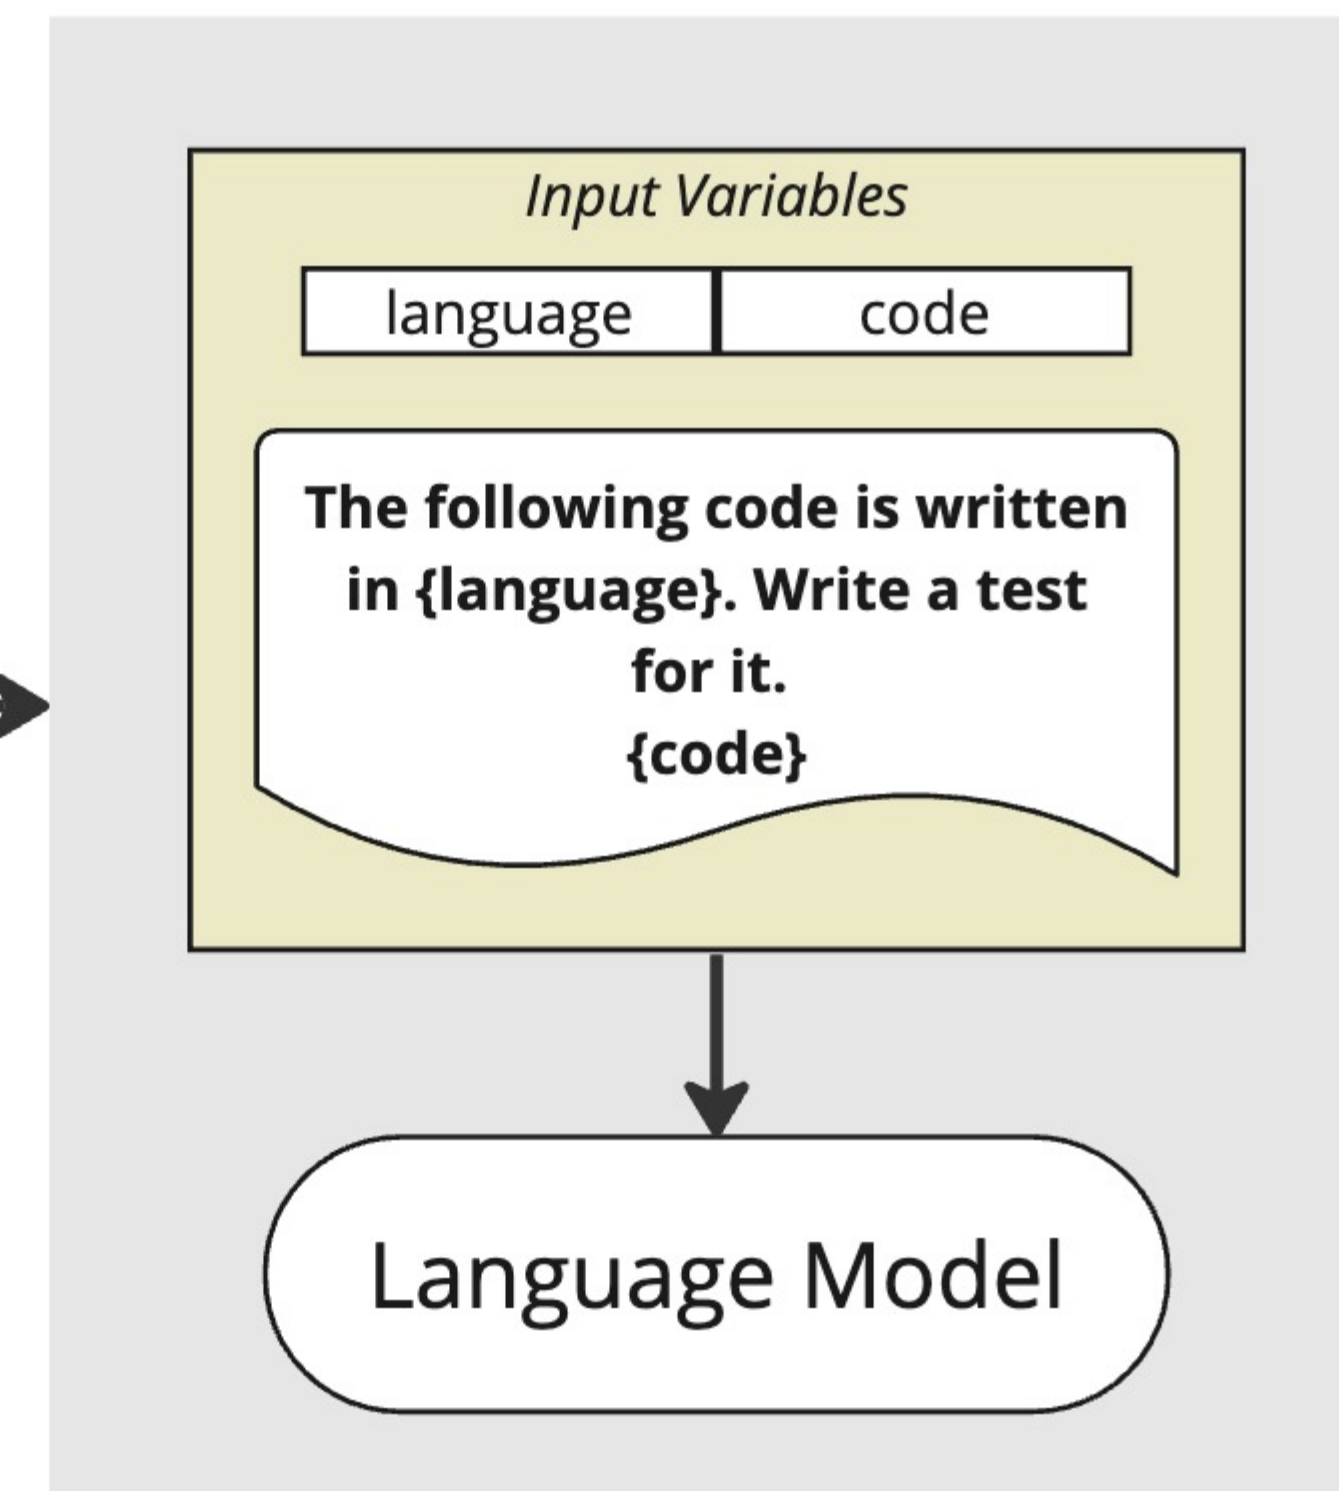 Input Variables
language
code
The following code is written
in {language}. Write a test
for it.
{code}
Language Model